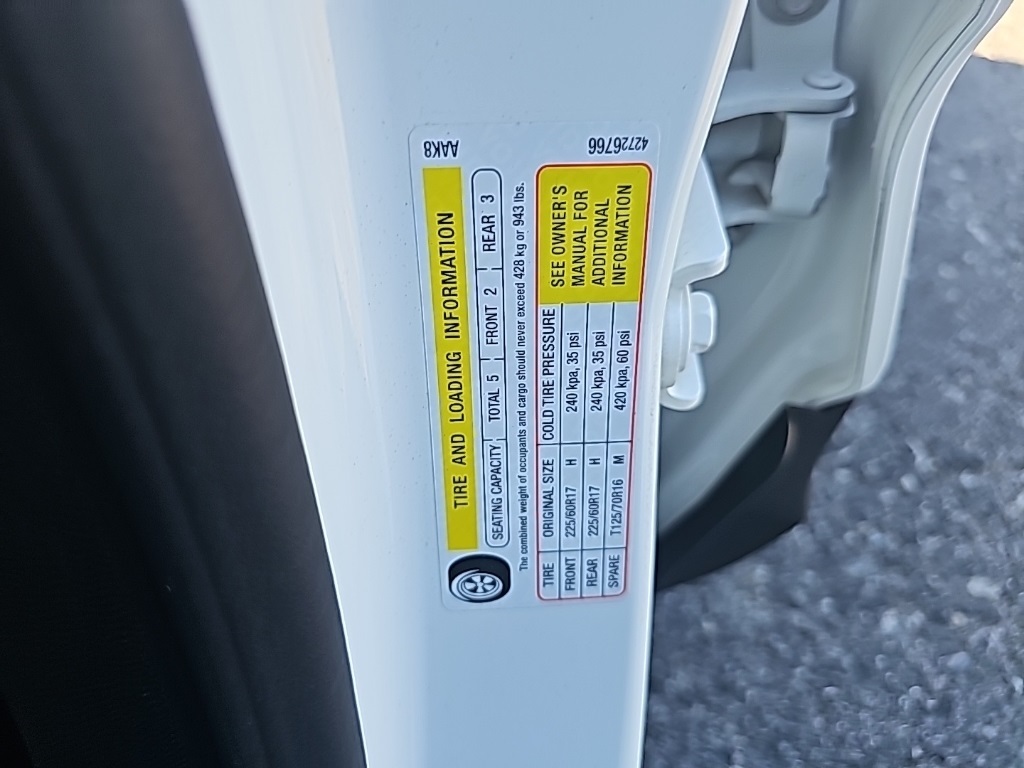 TIRE AND LOADING INFORMATION
SEATING CAPACITY TOTAL 5 FRONT 2 REAR 3
The combined weight of occupants and cargo should never exceed 428 kg or 943 lbs.
TIRE ORIGINAL SIZE COLD TIRE PRESSURE
FRONT 225/60R17 H 240 kpa, 35 psi
REAR 225/60R17 H 240 kpa, 35 psi
SPARE T125/70R16 M 420 kpa, 60 psi
SEE OWNER'S
MANUAL FOR
ADDITIONAL
INFORMATION
AAK8
42726766